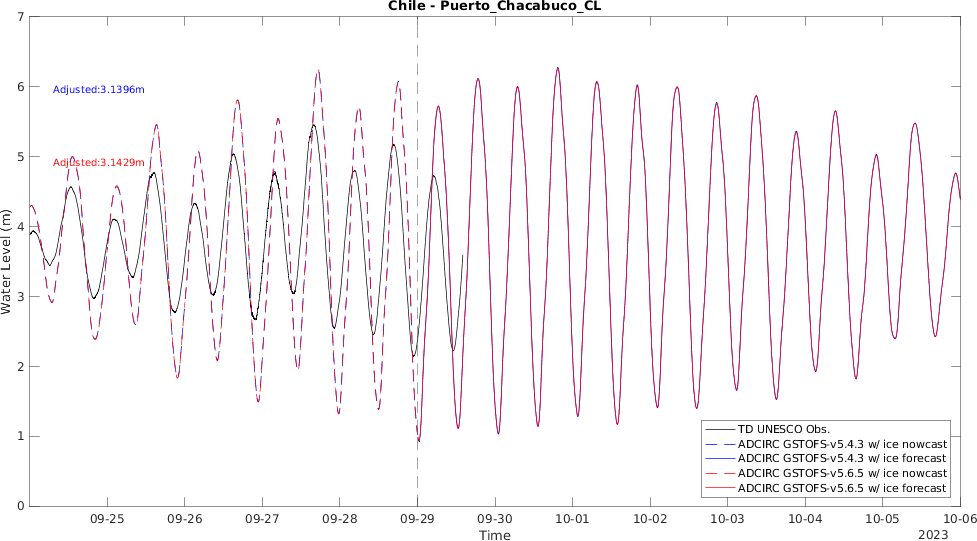 Chile - Puerto_Chacabuco_CL
7
6
5
4
3
2
1
0
Water Level (m)
Adjusted:3.1396m
Adjusted:3.1429m
TD UNESCO Obs.
ADCIRC GSTOFS-v5.4.3 w/ ice nowcast
ADCIRC GSTOFS-v5.4.3 w/ ice forecast
ADCIRC GSTOFS-v5.6.5 w/ ice nowcast
ADCIRC GSTOFS-v5.6.5 w/ ice forecast
09-25 09-26 09-27 09-28 09-29 09-30 10-01 10-02 10-03 10-04 10-05 10-06
Time
2023